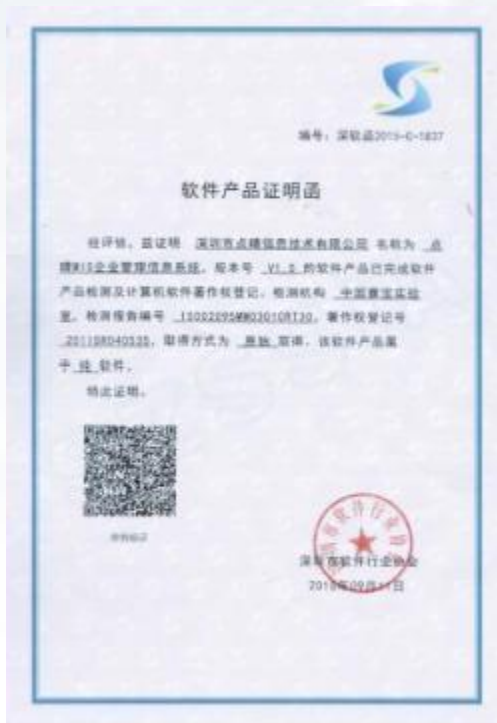 编号：深软函2015-C-1837
软件产品证明函
经评估，兹证明 深圳市点晴信息技术有限公司 名称为 点
晴MIS企业管理信息系统，版本号 V1.0 的软件产品已完成软件
产品检测及计算机软件著作权登记，检测机构 中国赛宝实验
室，检测报告编号，著作权登记号
2011SR040535，取得方式为 原始 取得，该软件产品属
于 纯 软件。
特此证明。
深圳市软件行业协会